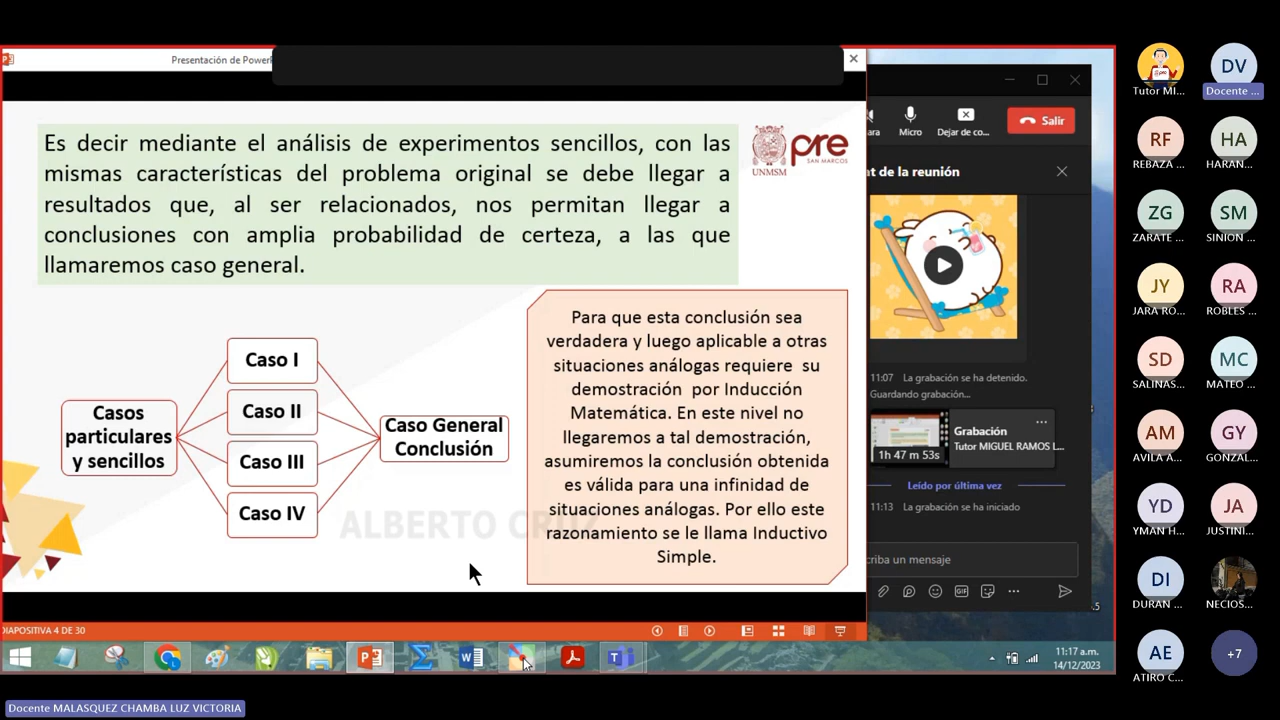 Presentación de PowerP
Es decir mediante el análisis de experimentos sencillos, con las
mismas características del problema original se debe llegar a
resultados que, al ser relacionados, nos permitan llegar a
conclusiones con amplia probabilidad de certeza, a las que
llamaremos caso general.
UNMSM
pre
SAN MARCOS
Casos
particulares
y sencillos
Caso I
Caso II
Caso III
Caso IV
Caso General
Conclusión
ALBERTO CRUZ
Para que esta conclusión sea
verdadera y luego aplicable a otras
situaciones análogas requiere su
demostración por Inducción
Matemática. En este nivel no
llegaremos a tal demostración,
asumiremos la conclusión obtenida
es válida para una infinidad de
situaciones análogas. Por ello este
razonamiento se le llama Inductivo
Simple.
DIAPOSITIVA 4 DE 30
ara
Micro
Dejar de co...
Salir
at de la reunión
11:07 La grabación se ha detenido.
Guardando grabación...
Grabación
Tutor MIGUEL RAMOS L...
1h 47 m 53s
Leído por última vez
11:13 La grabación se ha iniciado
criba un mensaje
GIF
11:17 a.m.
14/12/2023
Tutor MI...
DV
Docente ...
RF
REBAZA ...
HA
HARAN...
ZG
ZARATE ...
SM
SINION ...
JY
JARA RO...
RA
ROBLES ...
SD
SALINAS...
MC
MATEO ...
AM
AVILA A...
GY
GONZAL...
YD
YMAN H...
JA
JUSTINI...
DI
DURAN ...
NECIOS...
AE
ATIRO C...
+7
Docente MALASQUEZ CHAMBA LUZ VICTORIA